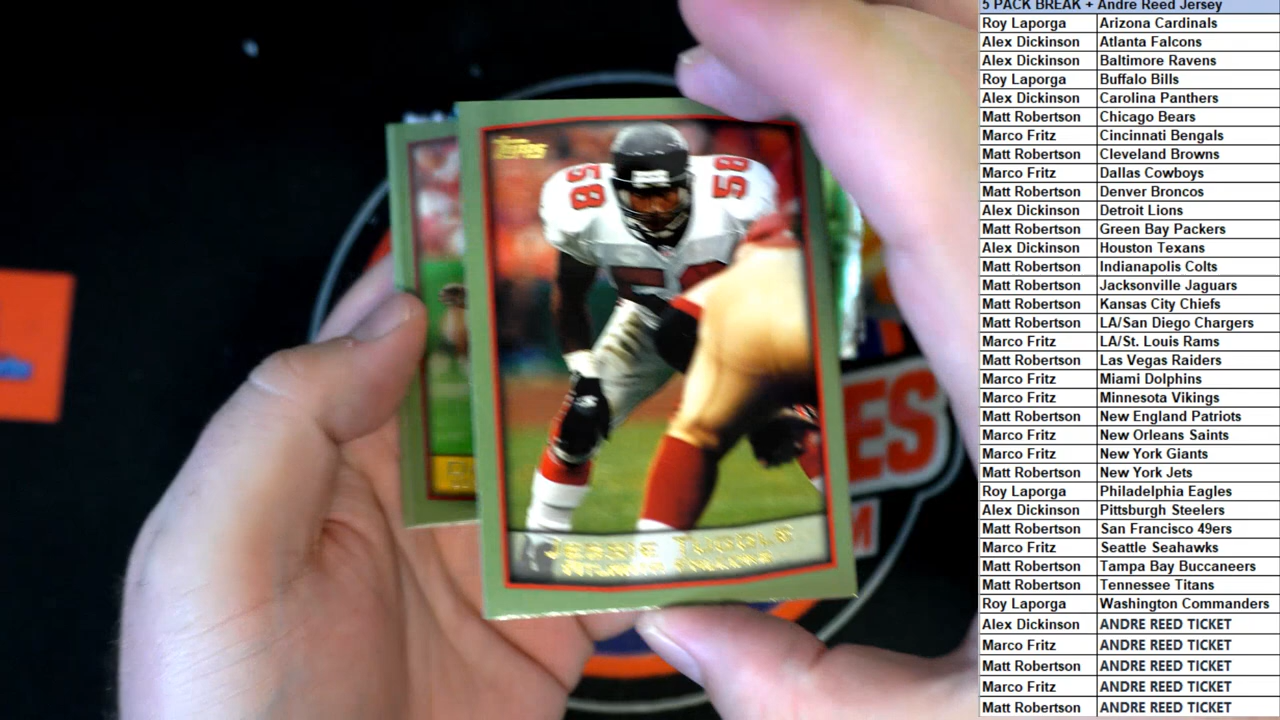 5 PACK BREAK + Andre Reed Jersey
Roy Laporga Arizona Cardinals
Alex Dickinson Atlanta Falcons
Alex Dickinson Baltimore Ravens
Roy Laporga Buffalo Bills
Alex Dickinson Carolina Panthers
Matt Robertson Chicago Bears
Marco Fritz Cincinnati Bengals
Matt Robertson Cleveland Browns
Marco Fritz Dallas Cowboys
Matt Robertson Denver Broncos
Alex Dickinson Detroit Lions
Matt Robertson Green Bay Packers
Alex Dickinson Houston Texans
Matt Robertson Indianapolis Colts
Matt Robertson Jacksonville Jaguars
Matt Robertson Kansas City Chiefs
Matt Robertson LA/San Diego Chargers
Marco Fritz LA/St. Louis Rams
Matt Robertson Las Vegas Raiders
Marco Fritz Miami Dolphins
Marco Fritz Minnesota Vikings
Matt Robertson New England Patriots
Marco Fritz New Orleans Saints
Marco Fritz New York Giants
Matt Robertson New York Jets
Roy Laporga Philadelphia Eagles
Alex Dickinson Pittsburgh Steelers
Matt Robertson San Francisco 49ers
Marco Fritz Seattle Seahawks
Matt Robertson Tampa Bay Buccaneers
Matt Robertson Tennessee Titans
Roy Laporga Washington Commanders
Alex Dickinson ANDRE REED TICKET
Marco Fritz ANDRE REED TICKET
Matt Robertson ANDRE REED TICKET
Marco Fritz ANDRE REED TICKET
Matt Robertson ANDRE REED TICKET
Topps
58 58
58
Jessie Tuggle
Atlanta Falcons